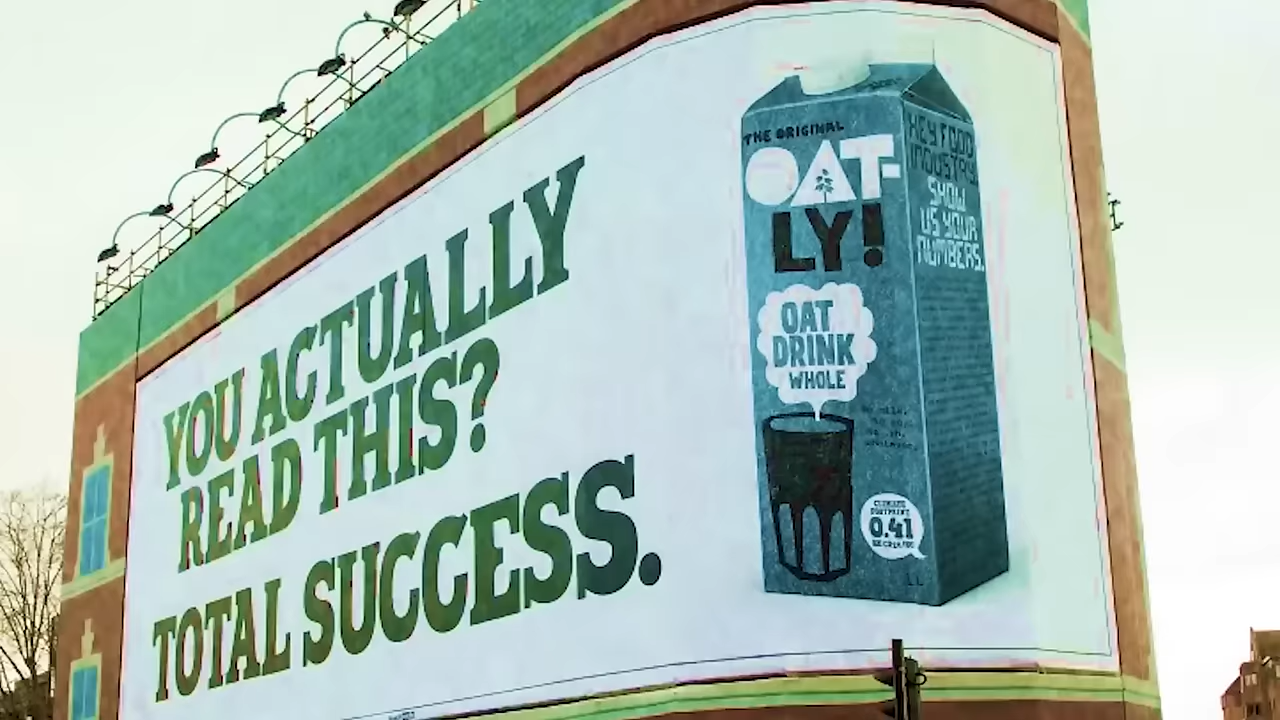 YOU ACTUALLY
READ THIS?
TOTAL SUCCESS.
THE ORIGINAL
OAT-
LY!
OAT
DRINK
WHOLE
HEY FOOD
INDUSTRY,
SHOW
US YOUR
NUMBERS.
CLIMATE
FOOTPRINT
0.41